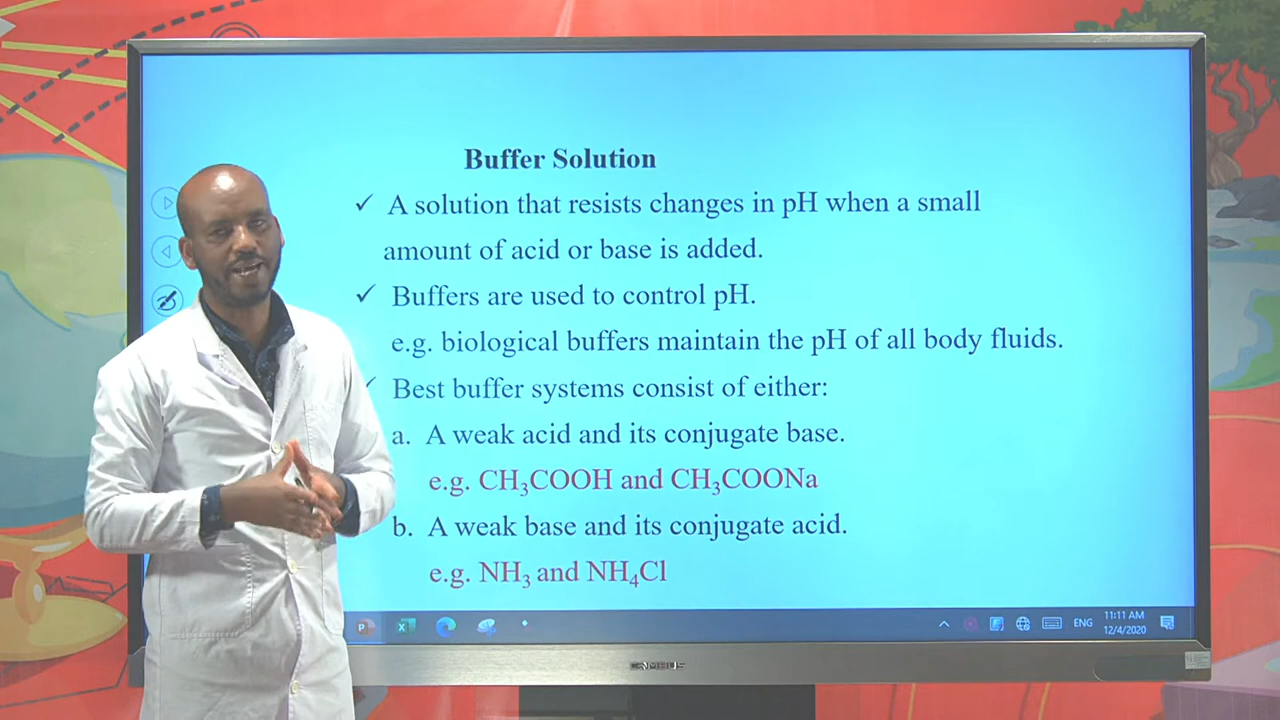 Buffer Solution
✓ A solution that resists changes in pH when a small
amount of acid or base is added.
✓ Buffers are used to control pH.
e.g. biological buffers maintain the pH of all body fluids.
✓ Best buffer systems consist of either:
a. A weak acid and its conjugate base.
e.g. CH₃COOH and CH₃COONa
b. A weak base and its conjugate acid.
e.g. NH₃ and NH₄Cl
ENG
11:11 AM
12/4/2020